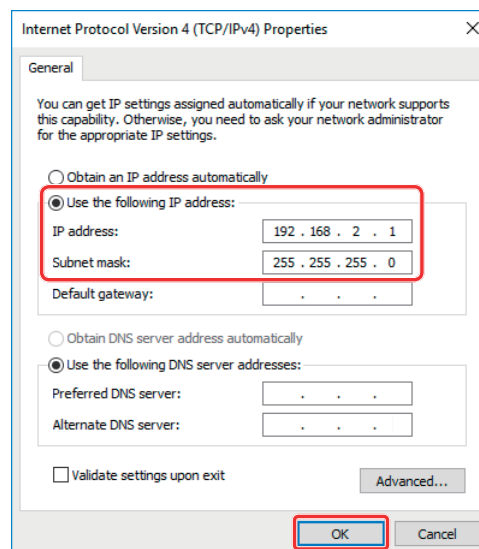 Internet Protocol Version 4 (TCP/IPv4) Properties
General
You can get IP settings assigned automatically if your network supports
this capability. Otherwise, you need to ask your network administrator
for the appropriate IP settings.
Obtain an IP address automatically
Use the following IP address:
IP address: 192 . 168 . 2 . 1
Subnet mask: 255 . 255 . 255 . 0
Default gateway: . . .
Obtain DNS server address automatically
Use the following DNS server addresses:
Preferred DNS server: . . .
Alternate DNS server: . . .
Validate settings upon exit
Advanced...
OK Cancel